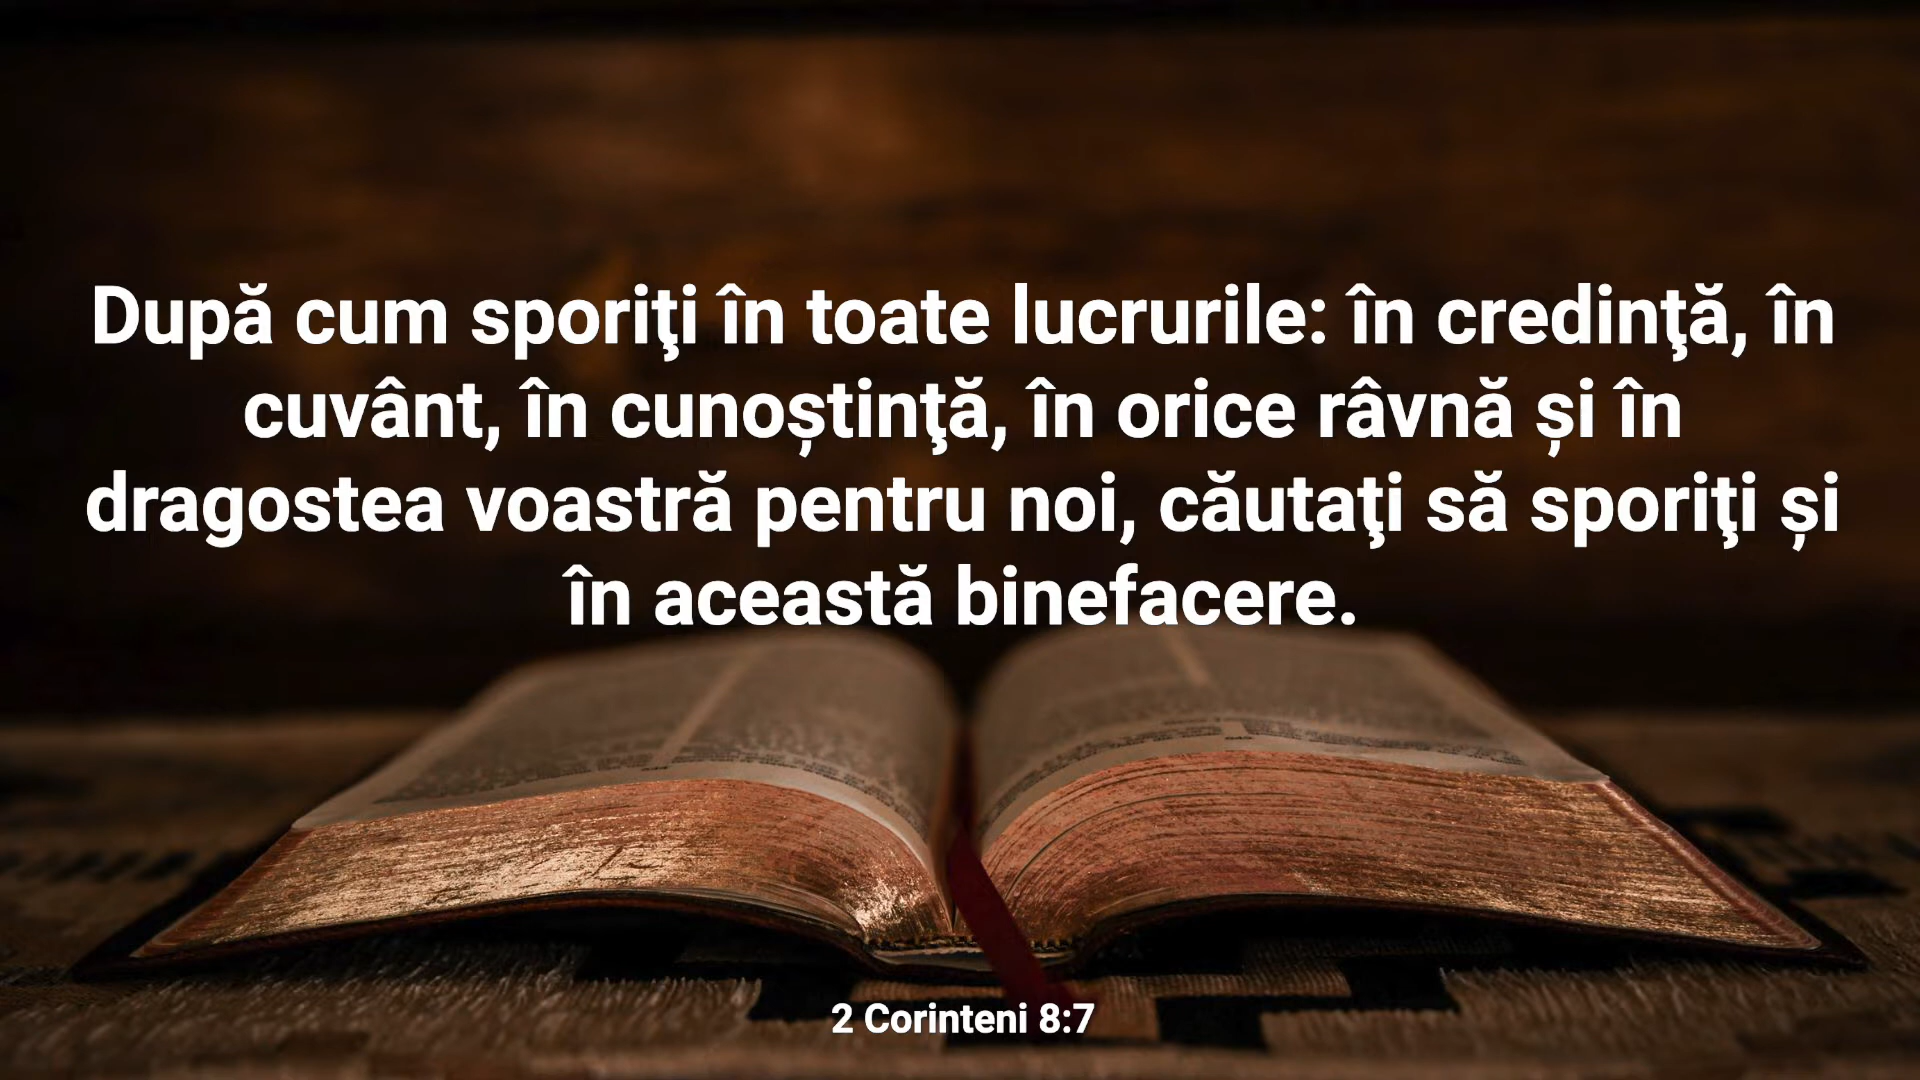 După cum sporiţi în toate lucrurile: în credinţă, în
cuvânt, în cunoștinţă, în orice râvnă și în
dragostea voastră pentru noi, căutaţi să sporiţi și
în această binefacere.
2 Corinteni 8:7